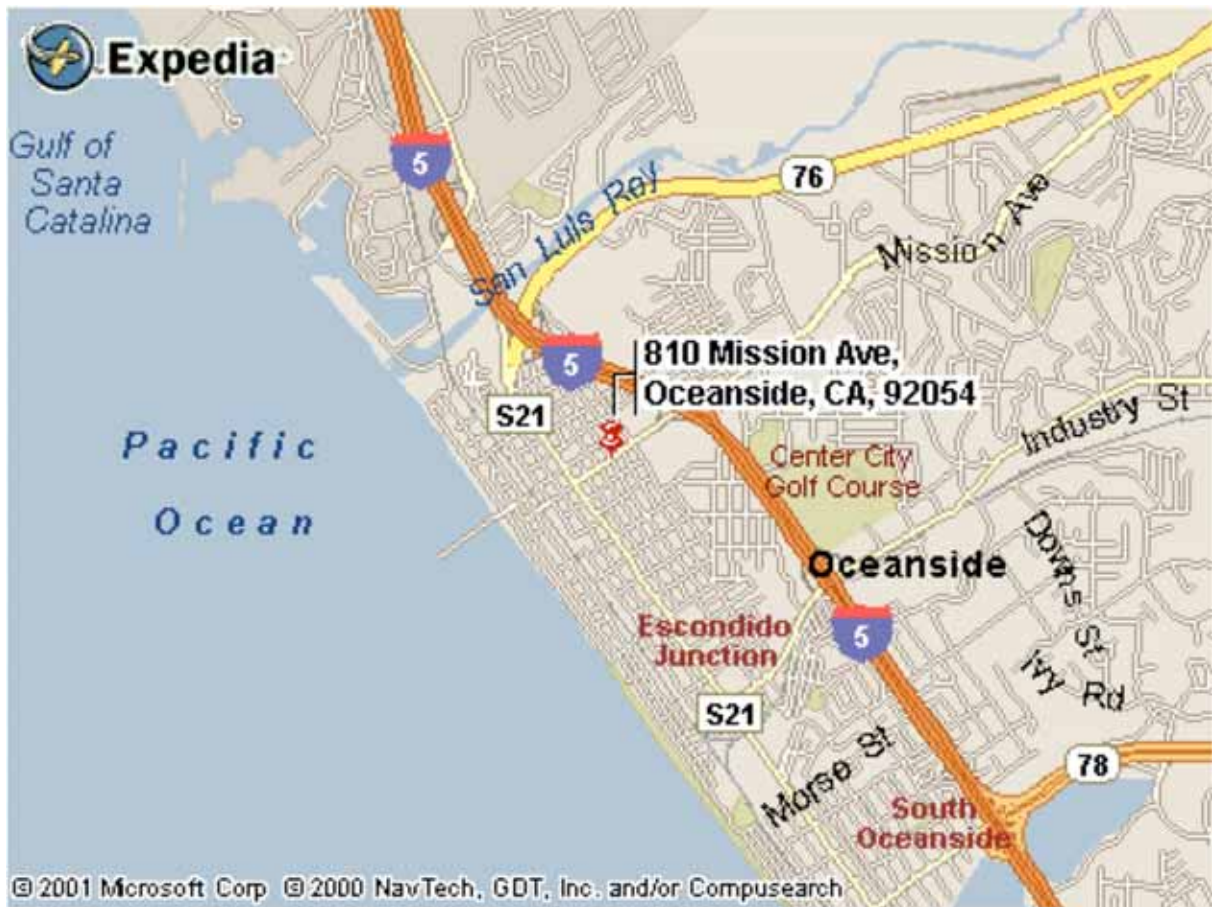 Expedia
Gulf of
Santa
Catalina
5
76
San Luis Rey
Mission Ave
5
810 Mission Ave,
Oceanside, CA, 92054
S21
Industry St
Pacific
Ocean
Center City
Golf Course
Downs St
Oceanside
5
Escondido
Junction
Ivy Rd
S21
Morse St
78
South
Oceanside
© 2001 Microsoft Corp © 2000 NavTech, GDT, Inc. and/or Compusearch